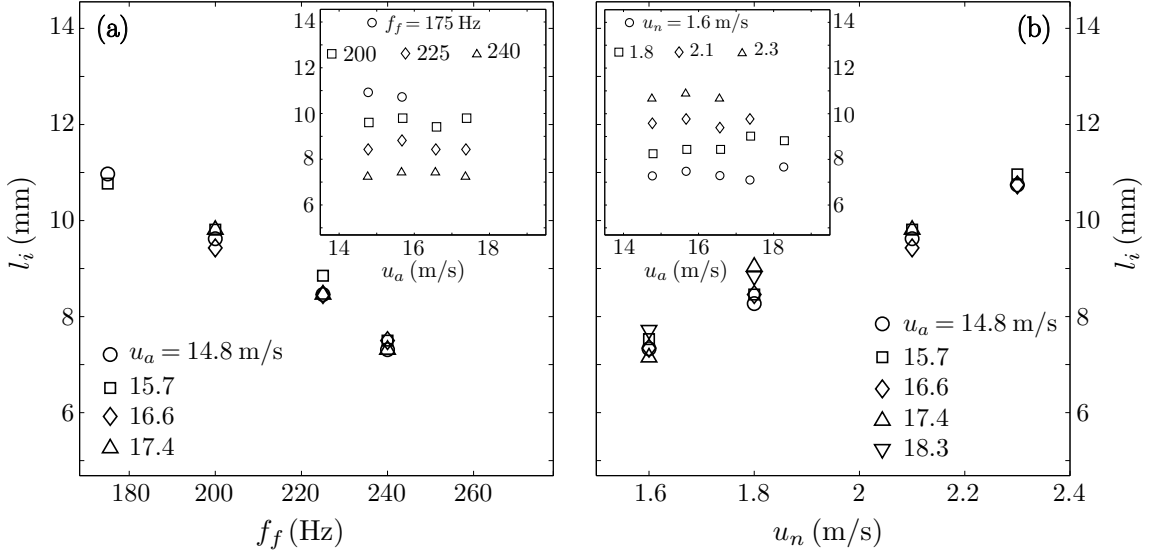 (a)
14
12
10
8
6
l_i (mm)
180 200 220 240 260
f_f (Hz)
u_a = 14.8 m/s
15.7
16.6
17.4
f_f = 175 Hz
200 225 240
14
12
10
8
6
14 16 18
u_a (m/s)
(b)
u_n = 1.6 m/s
1.8 2.1 2.3
14
12
10
8
6
14 16 18
u_a (m/s)
u_a = 14.8 m/s
15.7
16.6
17.4
18.3
14
12
10
8
6
l_i (mm)
1.6 1.8 2 2.2 2.4
u_n (m/s)